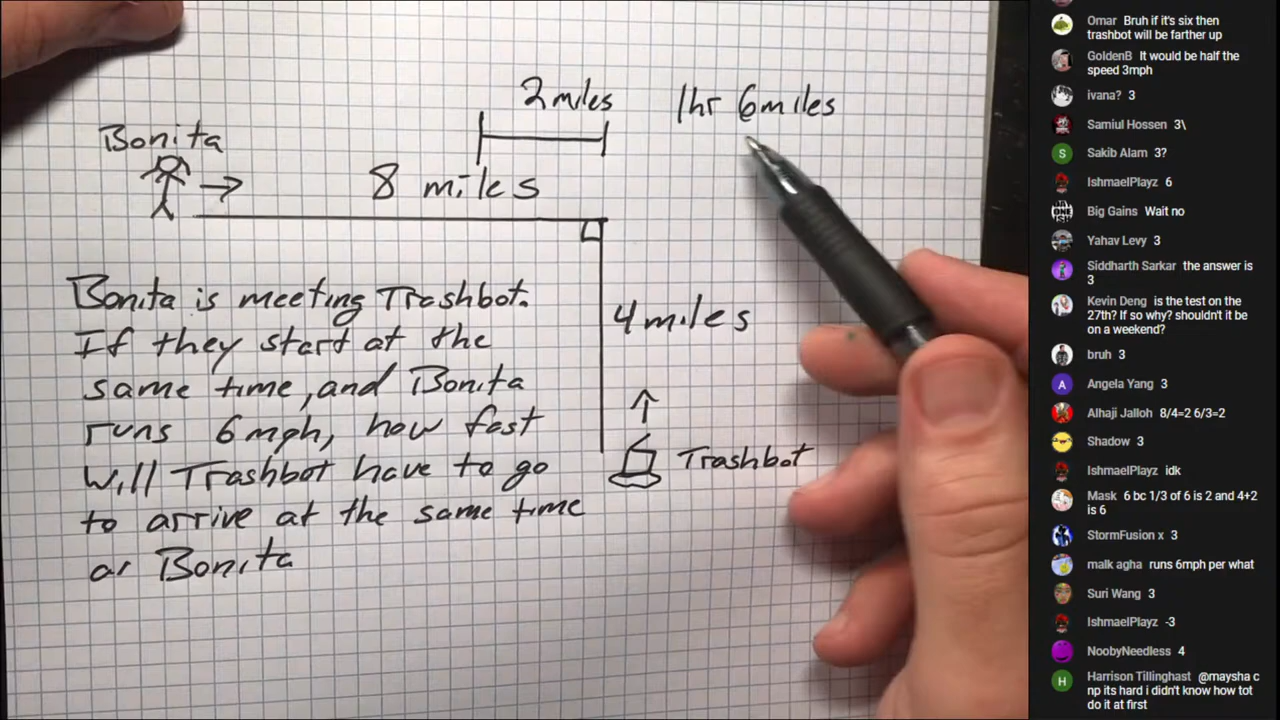 2 miles
1hr 6miles
Bonita
8 miles
4 miles
Trashbot
Bonita is meeting Trashbot.
If they start at the
same time, and Bonita
runs 6mph, how fast
will Trashbot have to go
to arrive at the same time
ar Bonita
Omar Bruh if it's six then
trashbot will be farther up
GoldenB It would be half the
speed 3mph
ivana? 3
Samiul Hossen 3\
S
Sakib Alam 3?
IshmaelPlayz 6
Big Gains Wait no
Yahav Levy 3
Siddharth Sarkar the answer is
3
Kevin Deng is the test on the
27th? If so why? shouldn't it be
on a weekend?
bruh 3
A
Angela Yang 3
Alhaji Jalloh 8/4=2 6/3=2
Shadow 3
IshmaelPlayz idk
Mask 6 bc 1/3 of 6 is 2 and 4+2
is 6
StormFusion x 3
malk agha runs 6mph per what
Suri Wang 3
IshmaelPlayz -3
NoobyNeedless 4
H
Harrison Tillinghast @maysha c
np its hard i didn't know how tot
do it at first